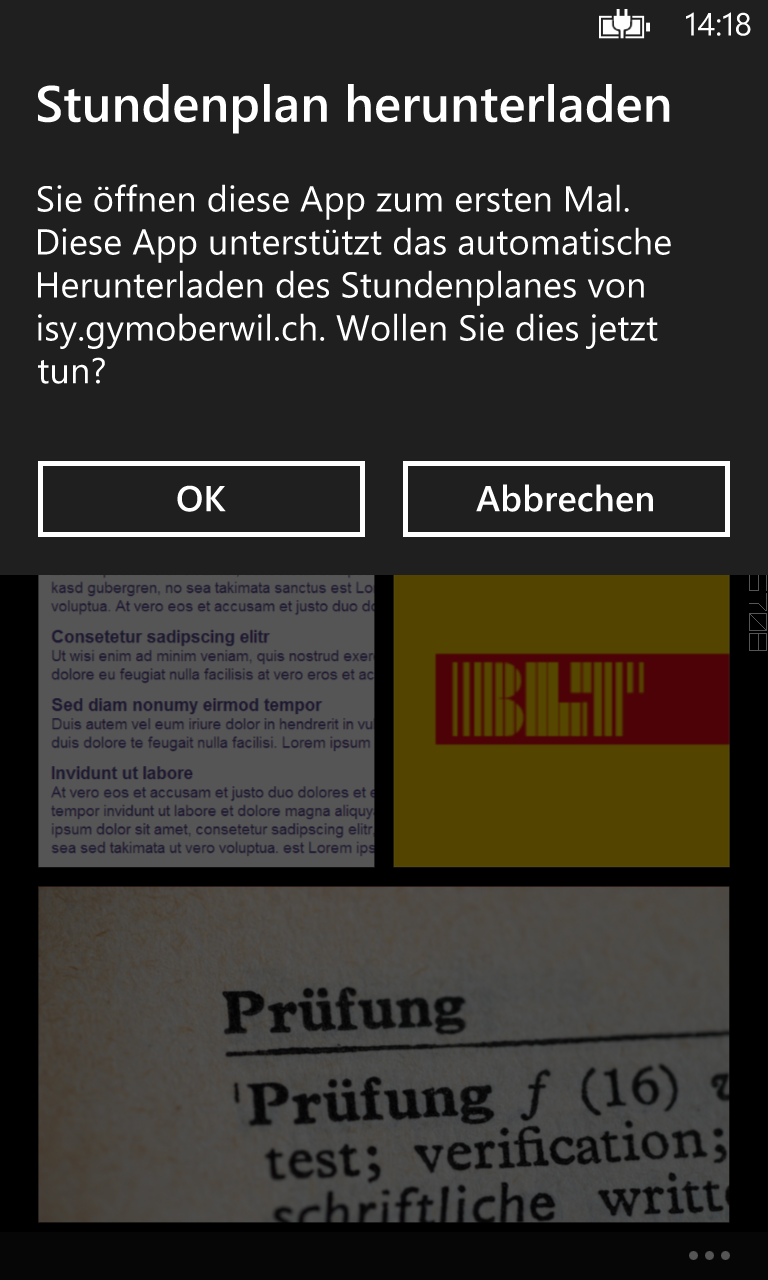 14:18
Stundenplan herunterladen
Sie öffnen diese App zum ersten Mal.
Diese App unterstützt das automatische
Herunterladen des Stundenplanes von
isy.gymoberwil.ch. Wollen Sie dies jetzt
tun?
OK
Abbrechen
kasd gubergren, no sea takimata sanctus est Lo
voluptua. At vero eos et accusam et justo duo do
Consetetur sadipscing elitr
Ut wisi enim ad minim veniam, quis nostrud exer
dolore eu feugiat nulla facilisis at vero eros et ac
Sed diam nonumy eirmod tempor
Duis autem vel eum iriure dolor in hendrerit in vu
duis dolore te feugait nulla facilisi. Lorem ipsum
Invidunt ut labore
At vero eos et accusam et justo duo dolores et e
tempor invidunt ut labore et dolore magna aliquy
ipsum dolor sit amet, consetetur sadipscing elitr.
sea sed takimata ut vero voluptua. est Lorem ips
BLT
Prüfung
Prüfung f (16)
test; verification;
schriftliche writt